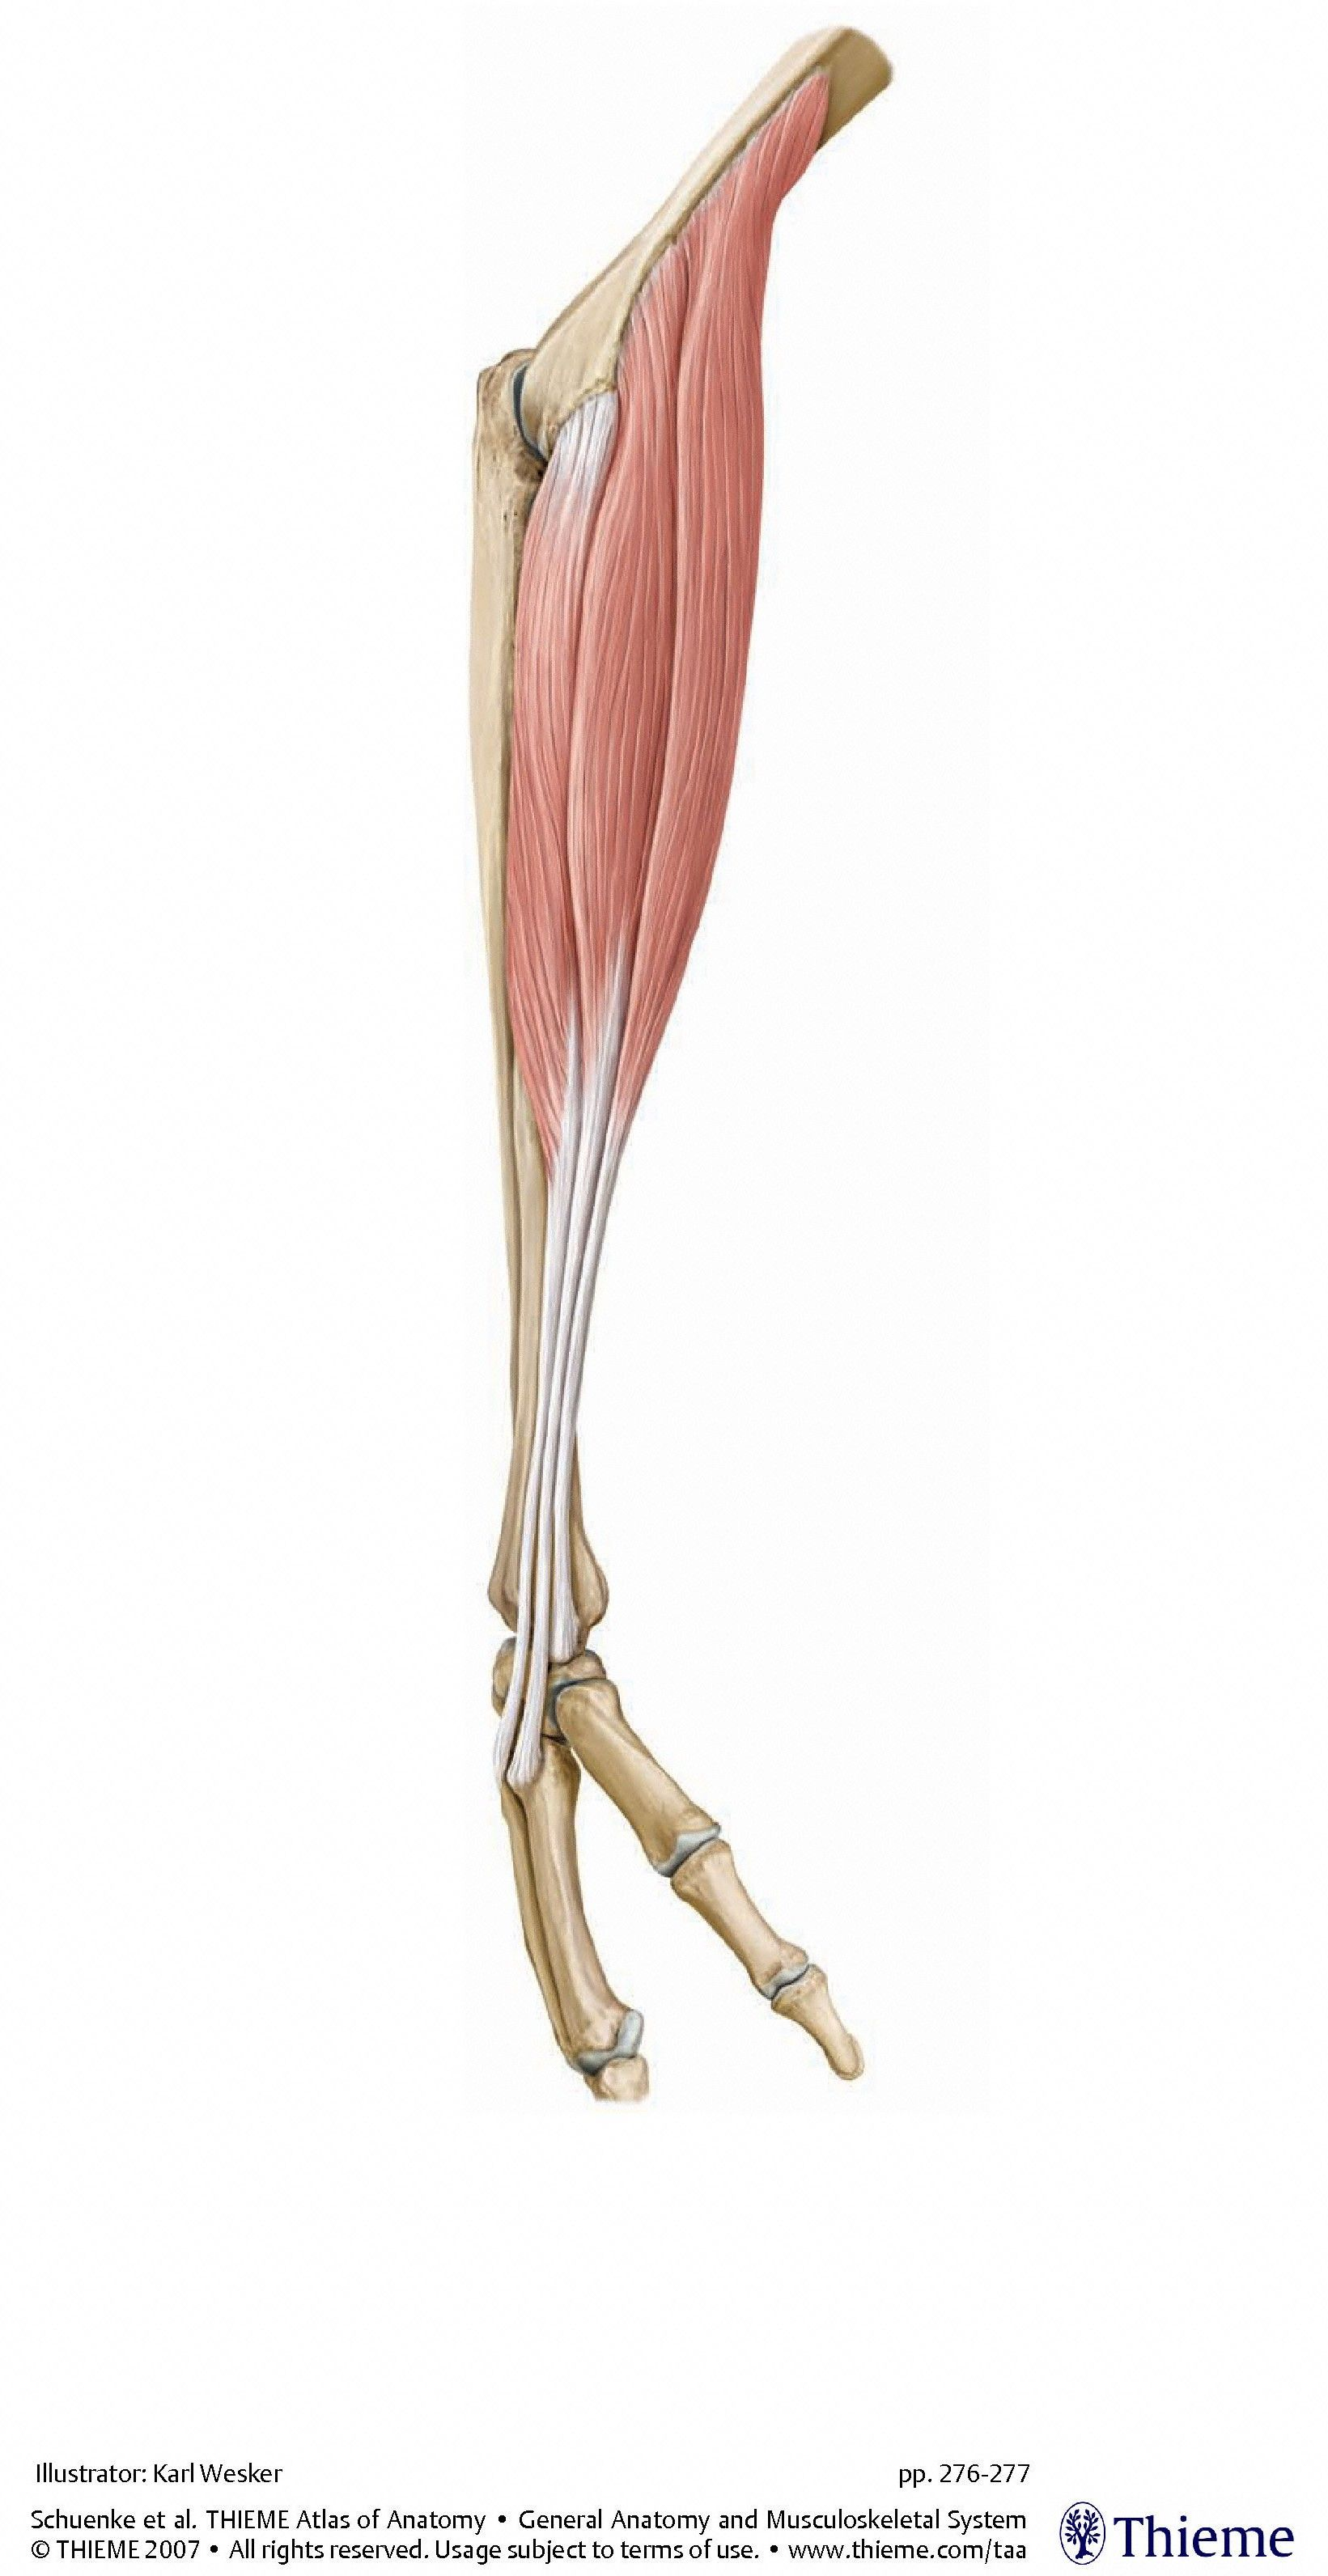 Illustrator: Karl Wesker
pp. 276-277
Schuenke et al. THIEME Atlas of Anatomy • General Anatomy and Musculoskeletal System
© THIEME 2007 • All rights reserved. Usage subject to terms of use. • www.thieme.com/taa
Thieme